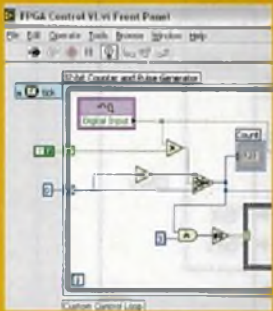 FPGA Control VI.vi Front Panel
File Edit Operate Tools Browse Window Help
32-bit Counter and Pulse Generator
tick
Digital Input
Count
Custom Control Loop